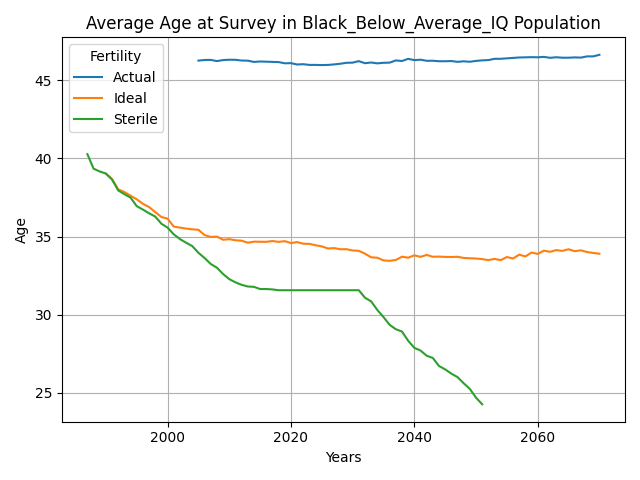 Average Age at Survey in Black_Below_Average_IQ Population
Fertility
Actual
Ideal
Sterile
Age
45
40
35
30
25
2000 2020 2040 2060
Years